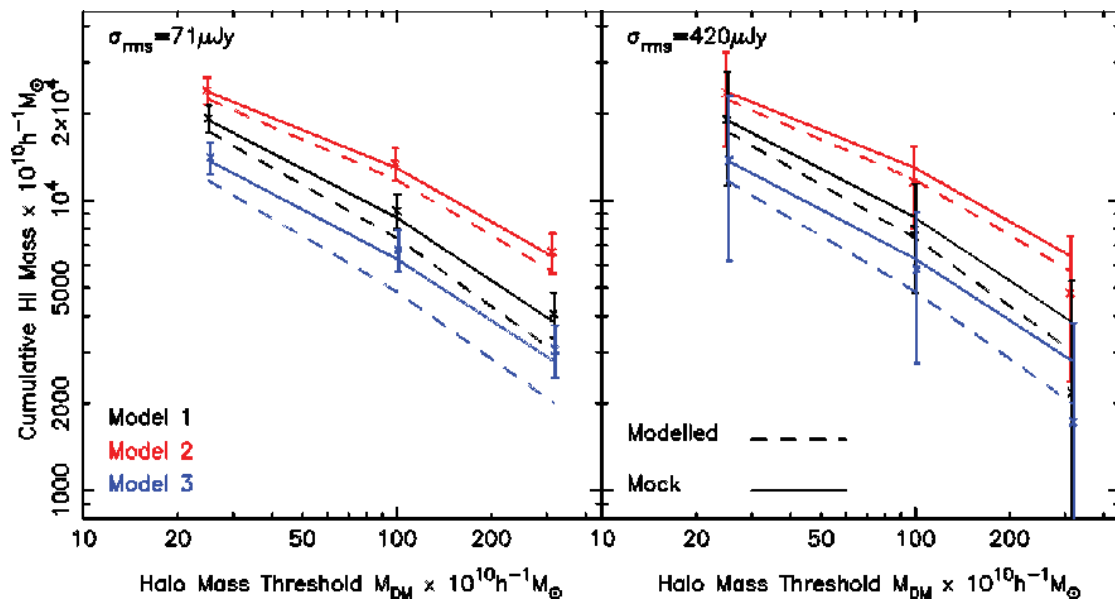 σrms=71μJy
σrms=420μJy
Cumulative HI Mass × 10¹⁰h⁻¹M⊙
2×10⁴
10⁴
5000
2000
1000
Model 1
Model 2
Model 3
Modelled
Mock
10 20 50 100 200
10 20 50 100 200
Halo Mass Threshold M_DM × 10¹⁰h⁻¹M⊙
Halo Mass Threshold M_DM × 10¹⁰h⁻¹M⊙